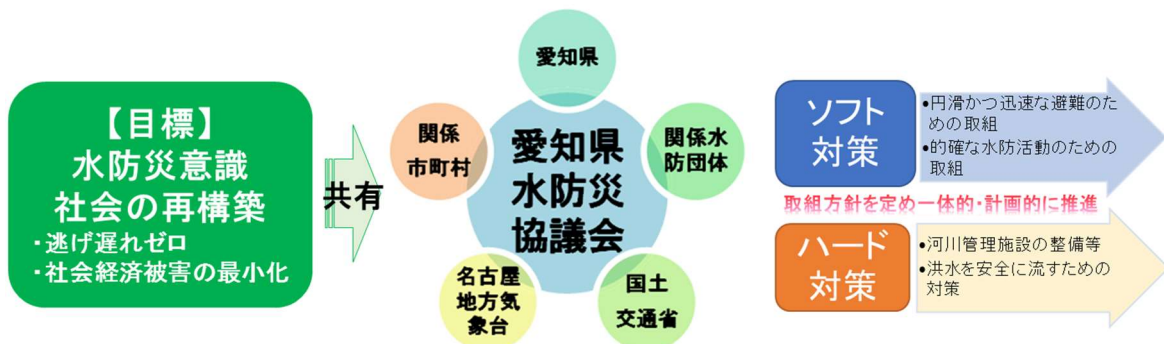 【目標】
水防災意識
社会の再構築
・逃げ遅れゼロ
・社会経済被害の最小化
共有
愛知県
関係
市町村
関係水
防団体
愛知県
水防災
協議会
名古屋
地方気
象台
国土
交通省
ソフト
対策
•円滑かつ迅速な避難のた
めの取組
•的確な水防活動のための
取組
取組方針を定め一体的・計画的に推進
ハード
対策
•河川管理施設の整備等
•洪水を安全に流すための
対策